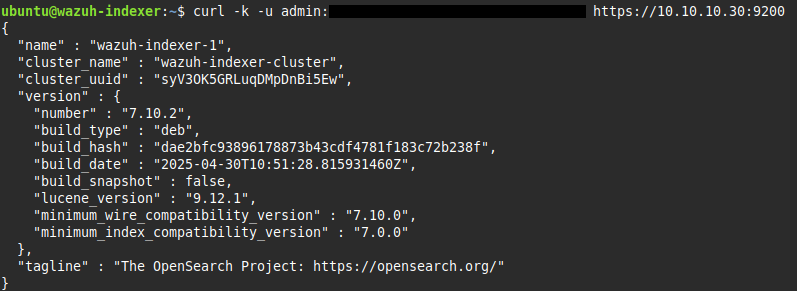 ubuntu@wazuh-indexer:~$ curl -k -u admin: https://10.10.10.30:9200
{
  "name" : "wazuh-indexer-1",
  "cluster_name" : "wazuh-indexer-cluster",
  "cluster_uuid" : "syV3OK5GRLuqDMpDnBi5Ew",
  "version" : {
    "number" : "7.10.2",
    "build_type" : "deb",
    "build_hash" : "dae2bfc93896178873b43cdf4781f183c72b238f",
    "build_date" : "2025-04-30T10:51:28.815931460Z",
    "build_snapshot" : false,
    "lucene_version" : "9.12.1",
    "minimum_wire_compatibility_version" : "7.10.0",
    "minimum_index_compatibility_version" : "7.0.0"
  },
  "tagline" : "The OpenSearch Project: https://opensearch.org/"
}